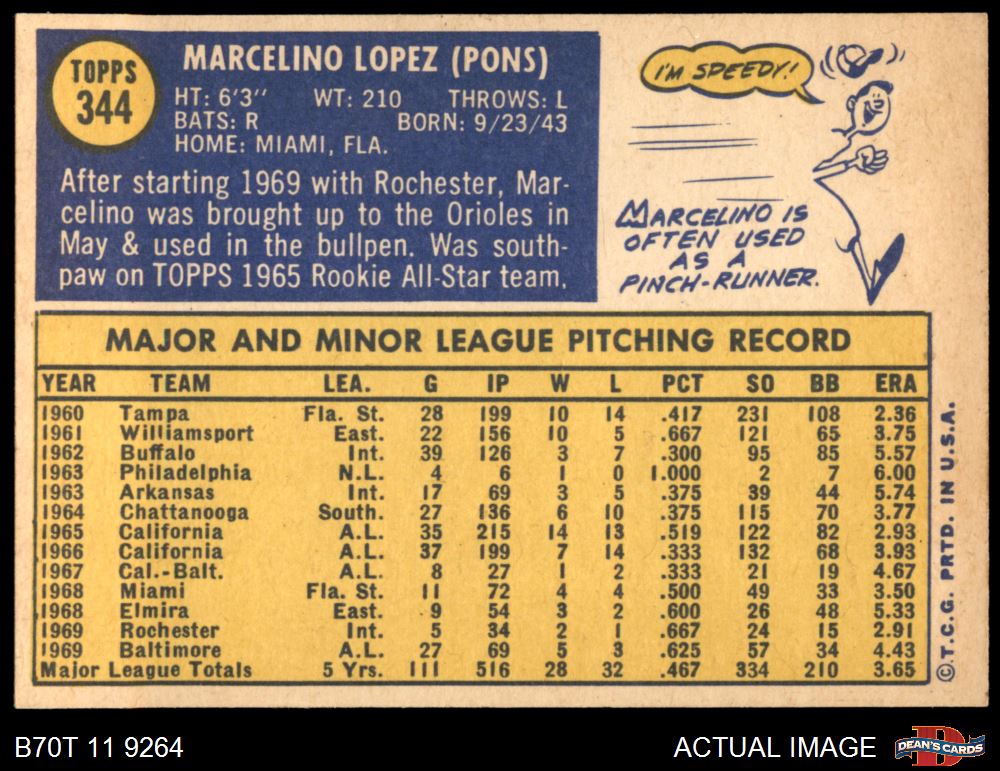 TOPPS
344
MARCELINO LOPEZ (PONS)
HT: 6'3" WT: 210 THROWS: L
BATS: R BORN: 9/23/43
HOME: MIAMI, FLA.
After starting 1969 with Rochester, Mar-
celino was brought up to the Orioles in
May & used in the bullpen. Was south-
paw on TOPPS 1965 Rookie All-Star team.
I'M SPEEDY!
MARCELINO IS
OFTEN USED
AS A
PINCH-RUNNER.
MAJOR AND MINOR LEAGUE PITCHING RECORD
YEAR TEAM LEA. G IP W L PCT SO BB ERA
1960 Tampa Fla. St. 28 199 10 14 .417 231 108 2.36
1961 Williamsport East. 22 156 10 5 .667 121 65 3.75
1962 Buffalo Int. 39 126 3 7 .300 95 85 5.57
1963 Philadelphia N.L. 4 6 1 0 1.000 2 7 6.00
1963 Arkansas Int. 17 69 3 5 .375 39 44 5.74
1964 Chattanooga South. 27 136 6 10 .375 115 70 3.77
1965 California A.L. 35 215 14 13 .519 122 82 2.93
1966 California A.L. 37 199 7 14 .333 132 68 3.93
1967 Cal.-Balt. A.L. 8 27 1 2 .333 21 19 4.67
1968 Miami Fla. St. 11 72 4 4 .500 49 33 3.50
1968 Elmira East. 9 54 3 2 .600 26 48 5.33
1969 Rochester Int. 5 34 2 1 .667 24 15 2.91
1969 Baltimore A.L. 27 69 5 3 .625 57 34 4.43
Major League Totals 5 Yrs. 111 516 28 32 .467 334 210 3.65
©T.C.G. PRTD. IN U.S.A.
B70T 11 9264
ACTUAL IMAGE
DEAN'S CARDS